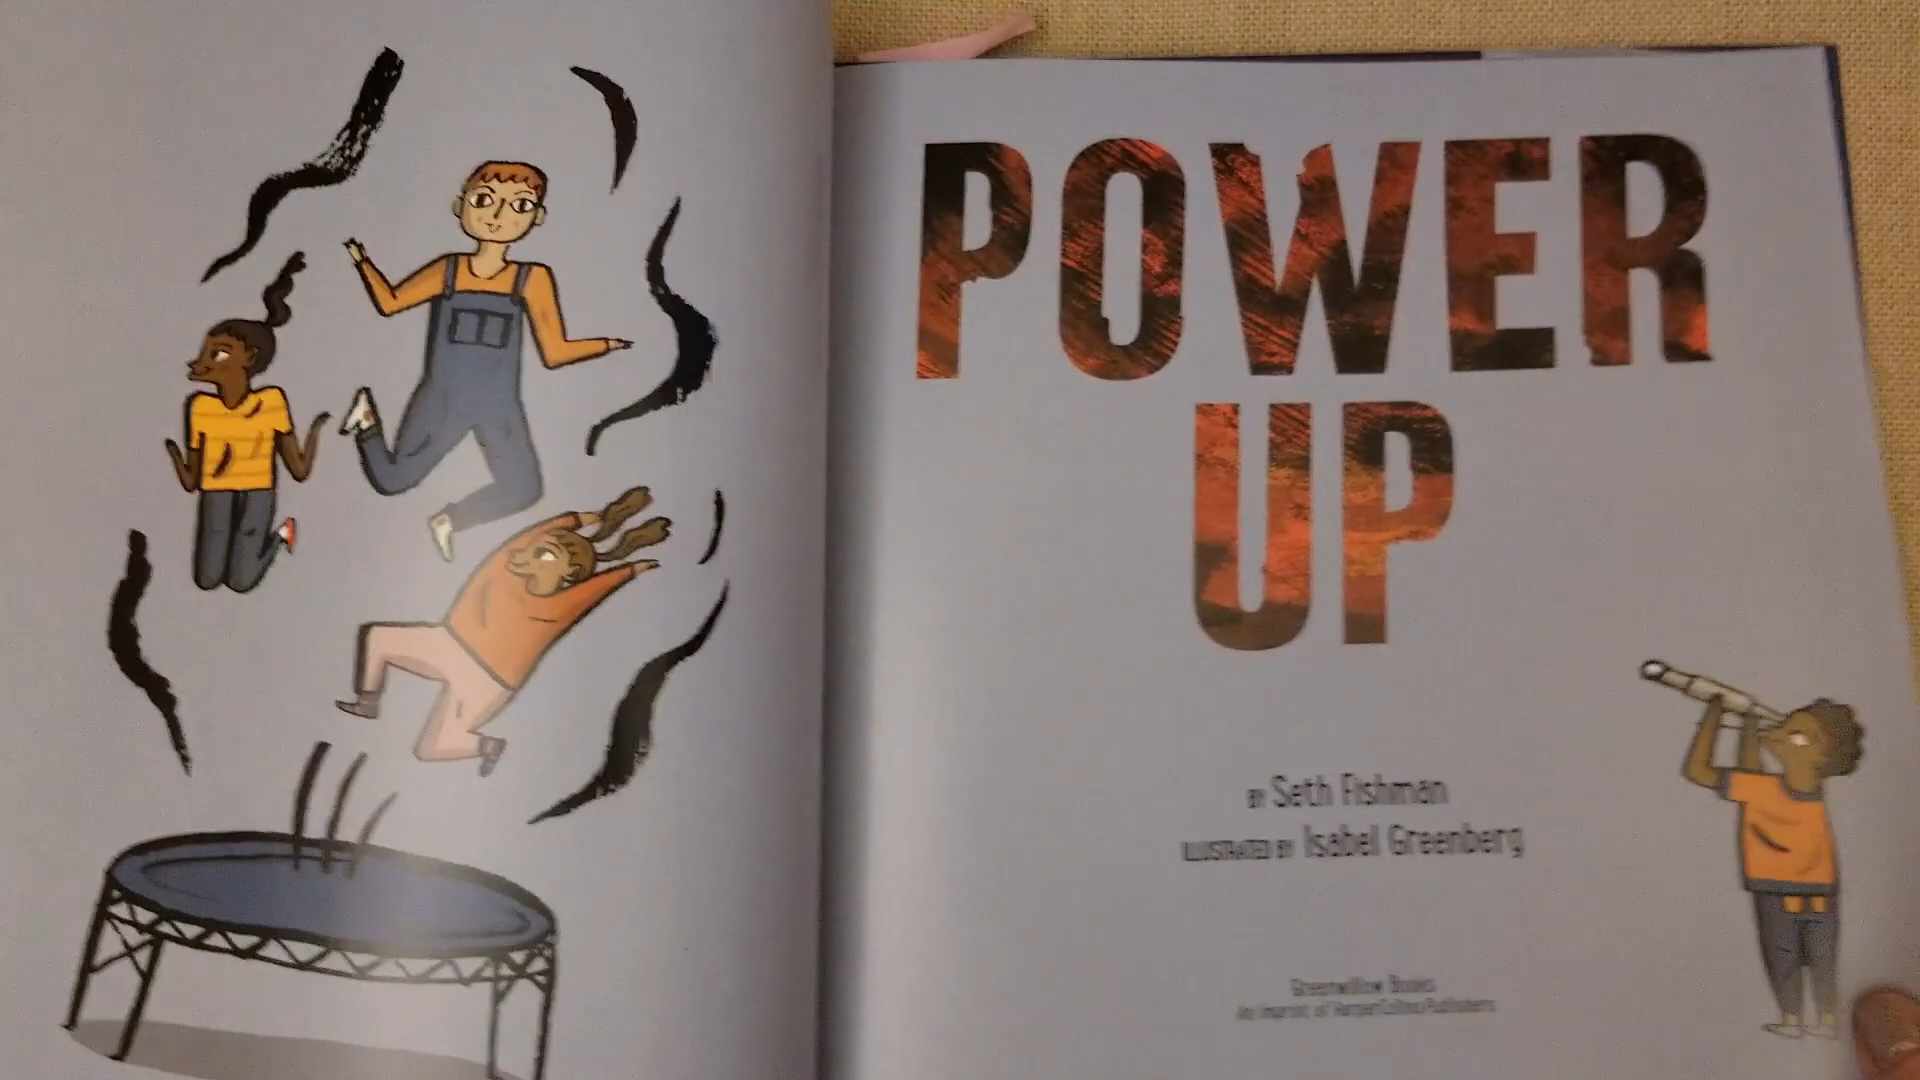 POWER
UP
BY Seth Fishman
ILLUSTRATED BY Isabel Greenberg
Greenwillow Books
An Imprint of HarperCollinsPublishers